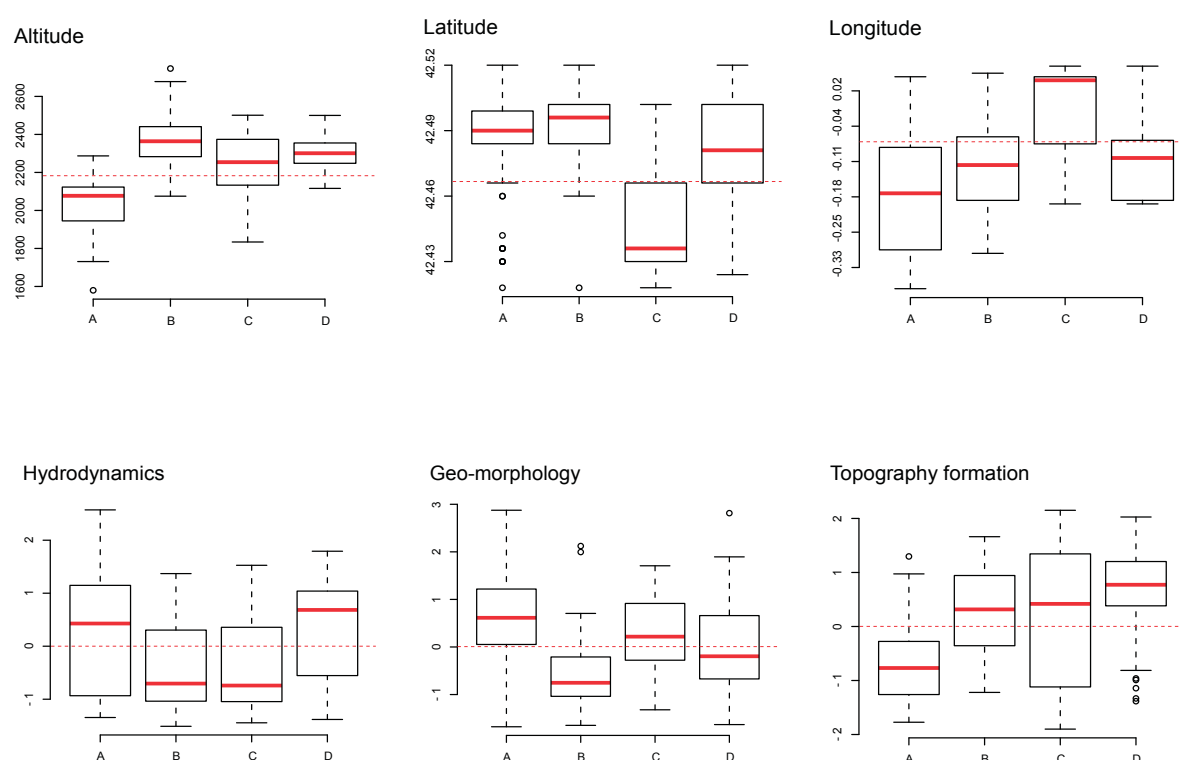 Altitude
2600
2400
2200
2000
1800
1600
A B C D
Latitude
42.52
42.49
42.46
42.43
A B C D
Longitude
0.02
-0.04
-0.11
-0.18
-0.25
-0.33
A B C D
Hydrodynamics
2
1
0
- 1
A B C D
Geo-morphology
3
2
1
0
- 1
A B C D
Topography formation
2
1
0
- 1
- 2
A B C D